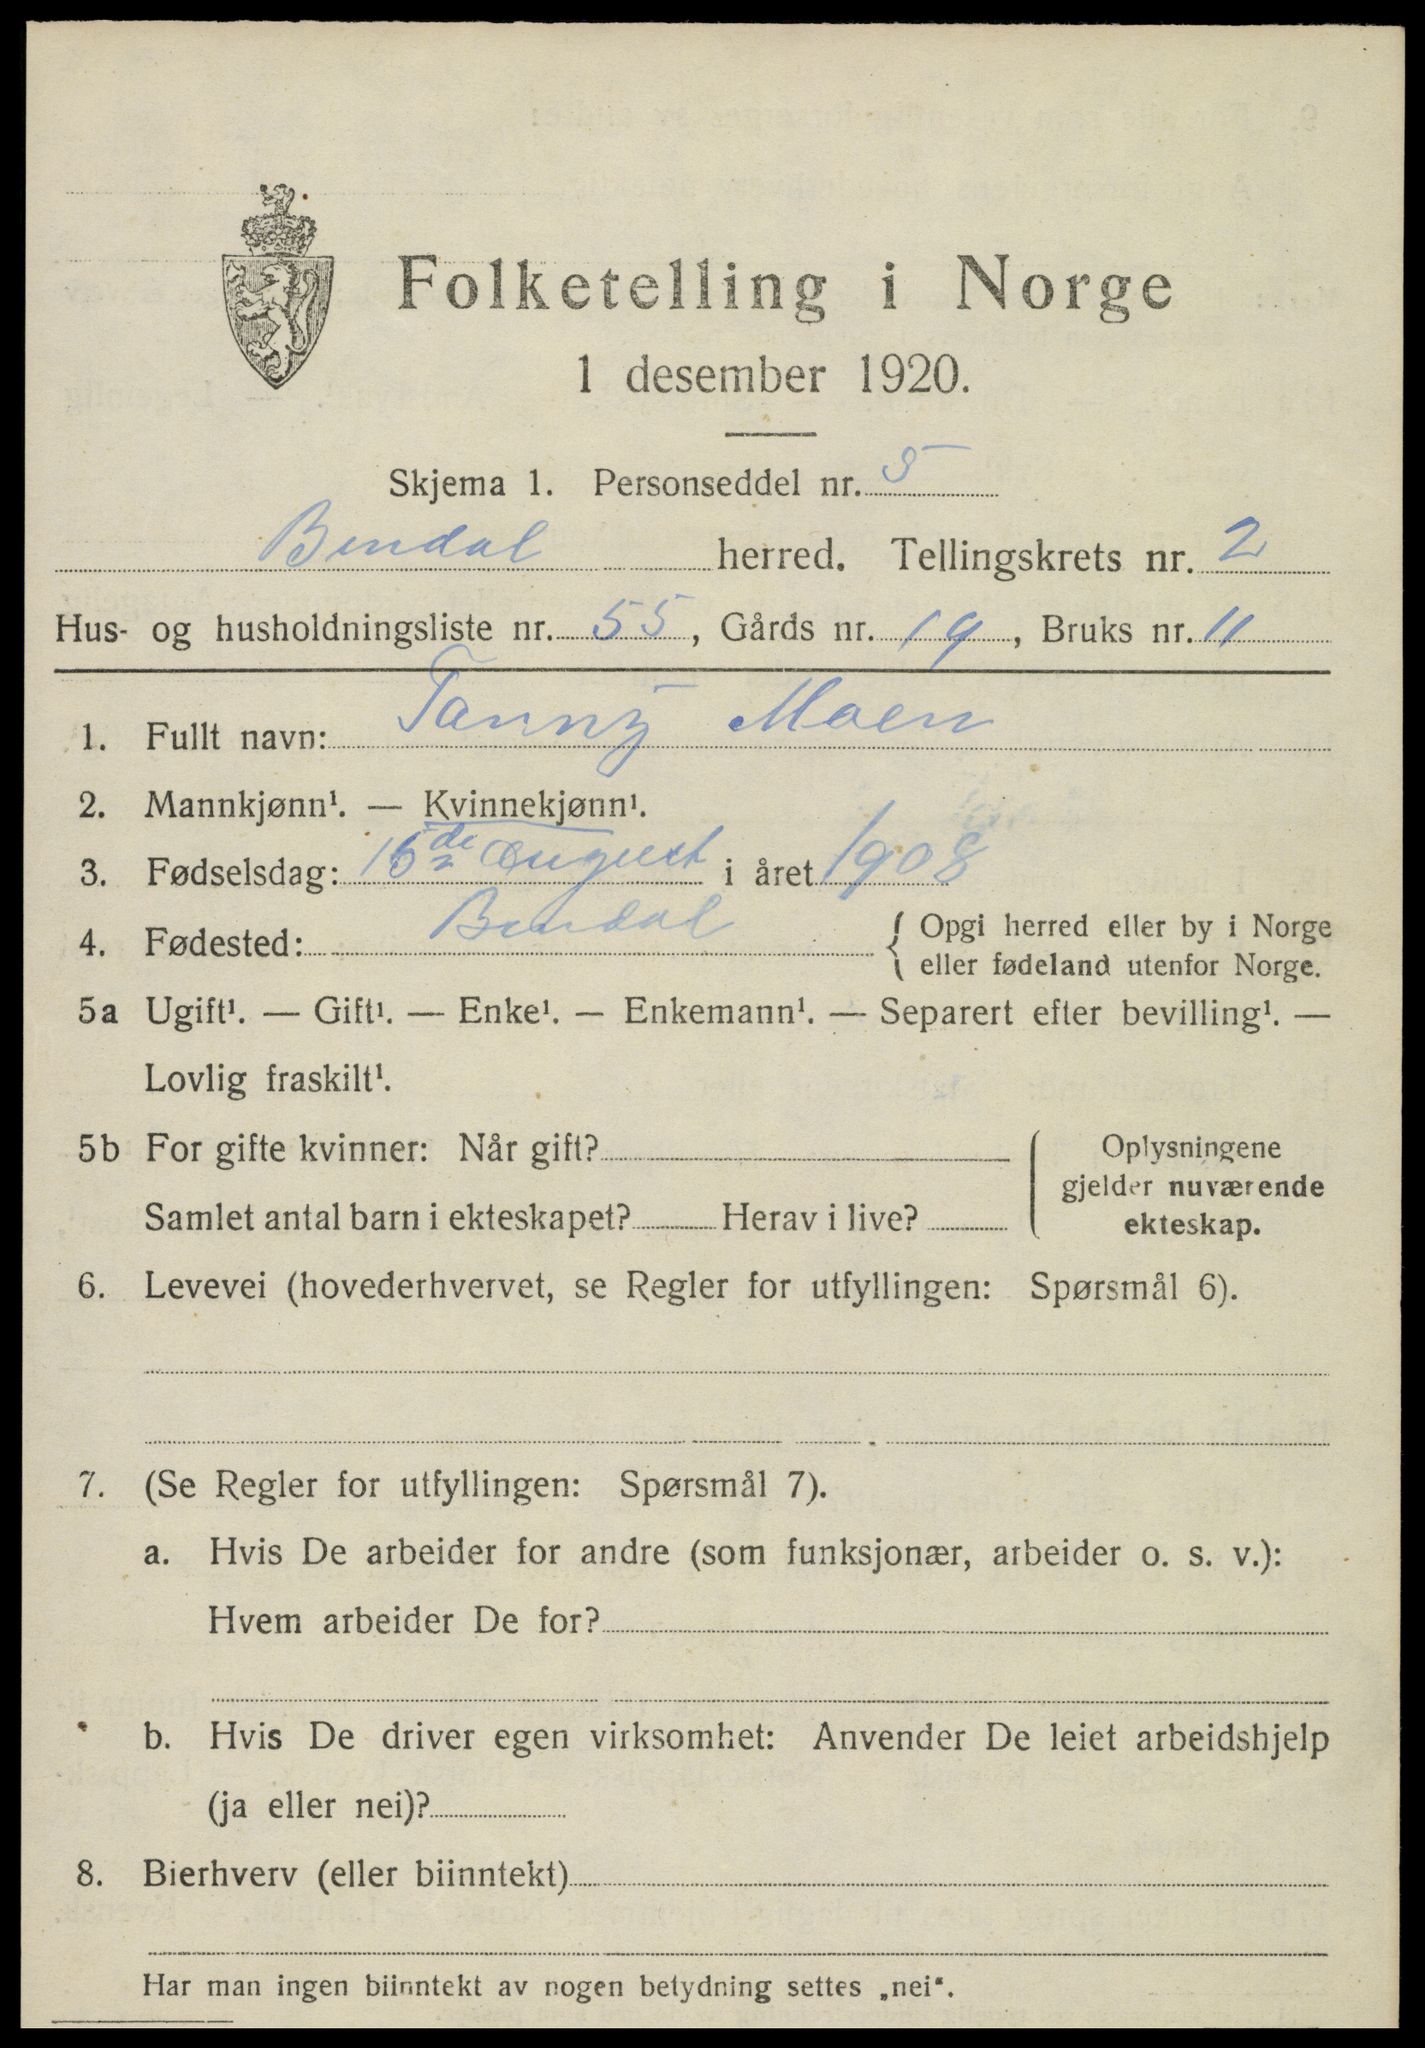 Folketelling i Norge
1 desember 1920.
Skjema 1. Personseddel nr. 5
Bindal herred. Tellingskrets nr. 2
Hus- og husholdningsliste nr. 55, Gårds nr. 19, Bruks nr. 11
1. Fullt navn: Fanny Moen
2. Mannkjønn¹. — Kvinnekjønn¹.
3. Fødselsdag: august i året 1908
4. Fødested: Bindal { Opgi herred eller by i Norge
eller fødeland utenfor Norge.
5a Ugift¹. — Gift¹. — Enke¹. — Enkemann¹. — Separert efter bevilling¹. —
Lovlig fraskilt¹.
5b For gifte kvinner: Når gift? Oplysningene
gjelder nuværende
Samlet antal barn i ekteskapet? Herav i live? ekteskap.
6. Levevei (hovederhvervet, se Regler for utfyllingen: Spørsmål 6).
7. (Se Regler for utfyllingen: Spørsmål 7).
a. Hvis De arbeider for andre (som funksjonær, arbeider o. s. v.):
Hvem arbeider De for?
b. Hvis De driver egen virksomhet: Anvender De leiet arbeidshjelp
(ja eller nei)?
8. Bierhverv (eller biinntekt)
Har man ingen biinntekt av nogen betydning settes „nei“.